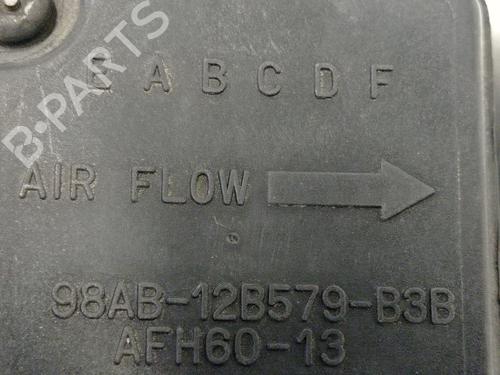 E A B C D F
AIR FLOW
98AB-12B579-B3B
AFH60-13
B-PARTS